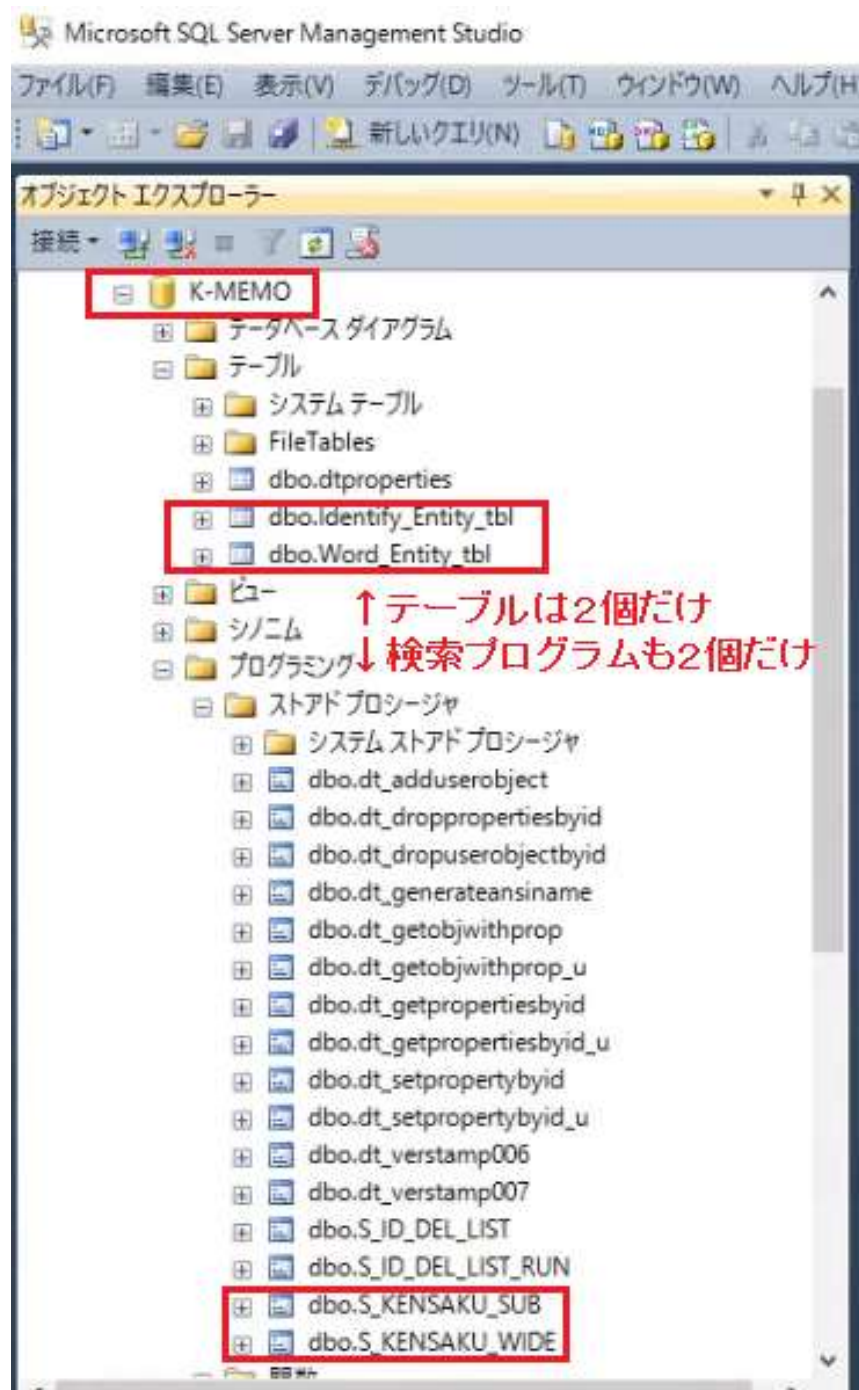 Microsoft SQL Server Management Studio
ファイル(F) 編集(E) 表示(V) デバッグ(D) ツール(T) ウィンドウ(W) ヘルプ(H
新しいクエリ(N)
オブジェクト エクスプローラー
接続
K-MEMO
データベース ダイアグラム
テーブル
システム テーブル
FileTables
dbo.dtproperties
dbo.Identify_Entity_tbl
dbo.Word_Entity_tbl
ビュー
↑テーブルは2個だけ
シノニム
↓検索プログラムも2個だけ
プログラミング
ストアド プロシージャ
システム ストアド プロシージャ
dbo.dt_adduserobject
dbo.dt_droppropertiesbyid
dbo.dt_dropuserobjectbyid
dbo.dt_generateansiname
dbo.dt_getobjwithprop
dbo.dt_getobjwithprop_u
dbo.dt_getpropertiesbyid
dbo.dt_getpropertiesbyid_u
dbo.dt_setpropertybyid
dbo.dt_setpropertybyid_u
dbo.dt_verstamp006
dbo.dt_verstamp007
dbo.S_ID_DEL_LIST
dbo.S_ID_DEL_LIST_RUN
dbo.S_KENSAKU_SUB
dbo.S_KENSAKU_WIDE